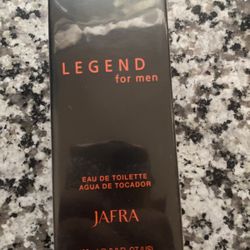 LEGEND
for men
EAU DE TOILETTE
AGUA DE TOCADOR
JAFRA